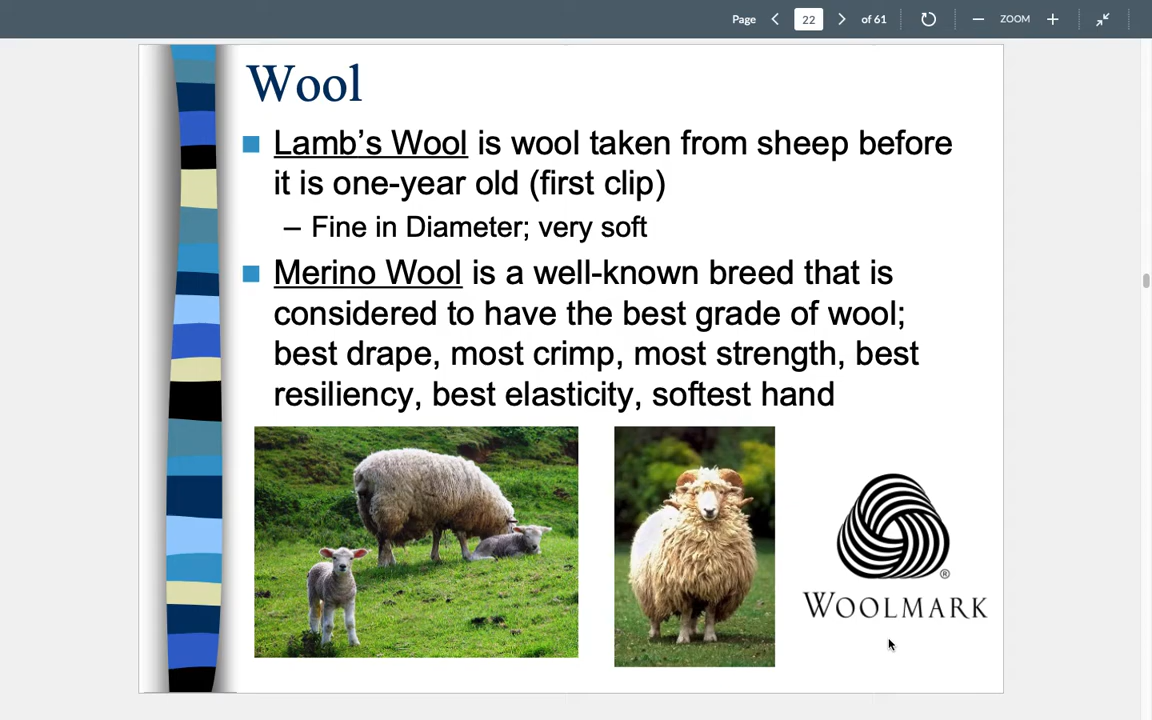 Page 22 of 61 ZOOM
Wool
Lamb's Wool is wool taken from sheep before
it is one-year old (first clip)
– Fine in Diameter; very soft
Merino Wool is a well-known breed that is
considered to have the best grade of wool;
best drape, most crimp, most strength, best
resiliency, best elasticity, softest hand
®
WOOLMARK